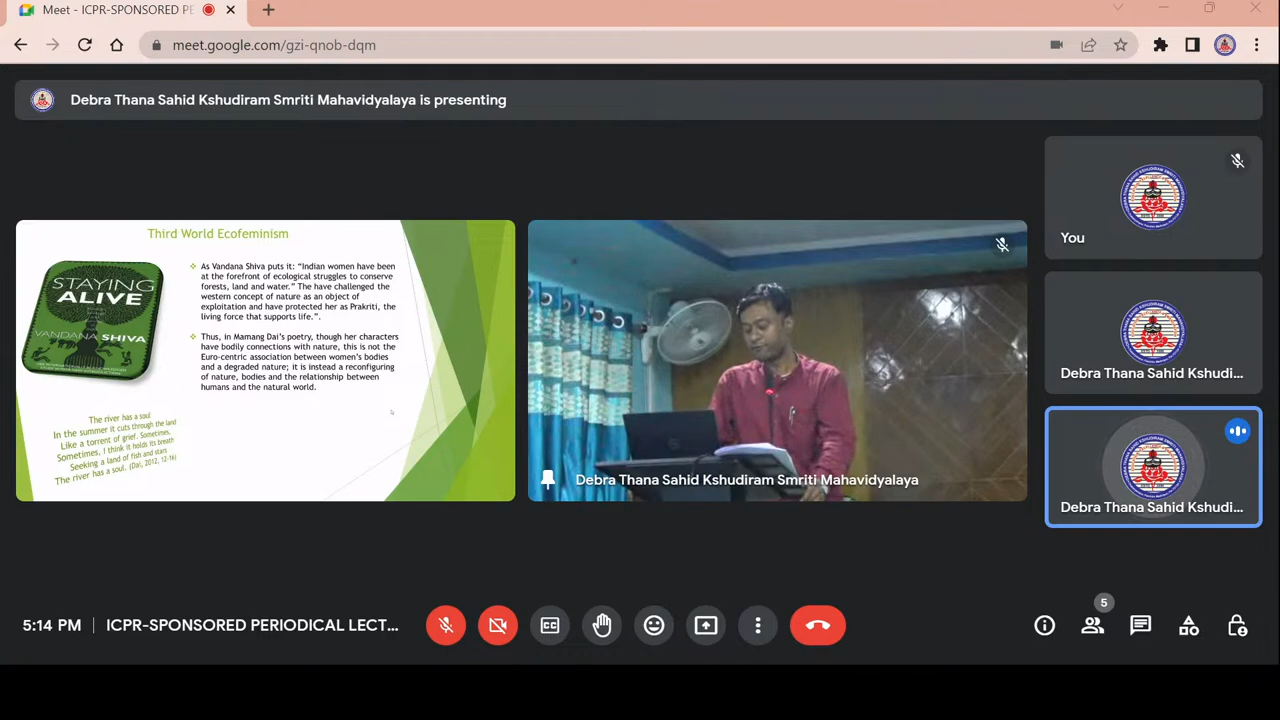 Meet - ICPR-SPONSORED PE
meet.google.com/gzi-qnob-dqm
Debra Thana Sahid Kshudiram Smriti Mahavidyalaya is presenting
Third World Ecofeminism
STAYING
ALIVE
VANDANA SHIVA
As Vandana Shiva puts it: “Indian women have been
at the forefront of ecological struggles to conserve
forests, land and water.” The have challenged the
western concept of nature as an object of
exploitation and have protected her as Prakriti, the
living force that supports life.”.
Thus, in Mamang Dai's poetry, though her characters
have bodily connections with nature, this is not the
Euro-centric association between women's bodies
and a degraded nature; it is instead a reconfiguring
of nature, bodies and the relationship between
humans and the natural world.
The river has a soul
In the summer it cuts through the land
Like a torrent of grief. Sometimes,
Sometimes, I think it holds its breath
Seeking a land of fish and stars
The river has a soul. (Dai, 2012, 12-16)
Debra Thana Sahid Kshudiram Smriti Mahavidyalaya
You
Debra Thana Sahid Kshudi...
Debra Thana Sahid Kshudi...
5:14 PM
ICPR-SPONSORED PERIODICAL LECT...
CC
5